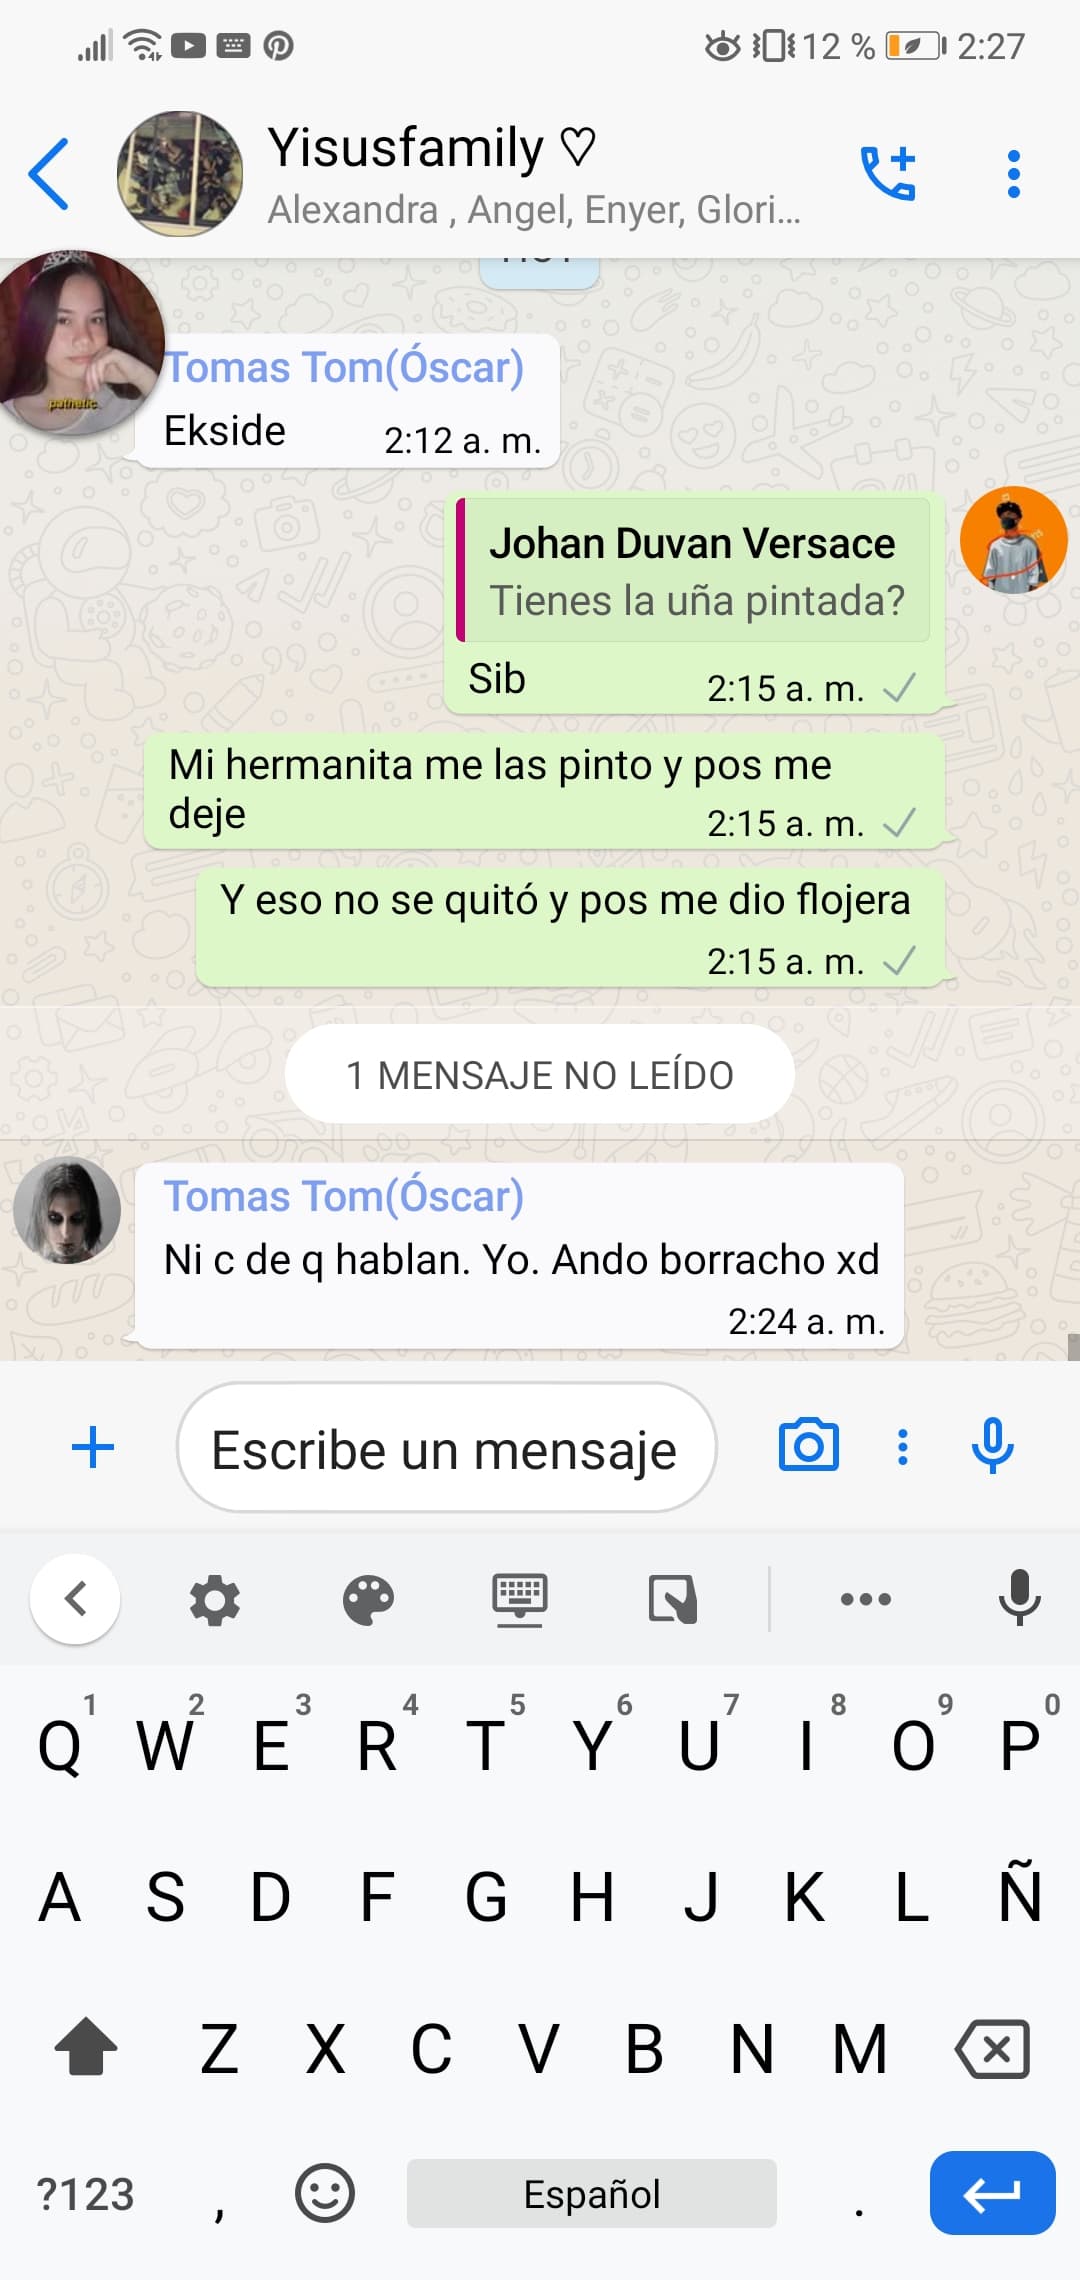 12 % 2:27
Yisusfamily ♡
Alexandra , Angel, Enyer, Glori...
pathetic
Tomas Tom(Óscar)
Ekside 2:12 a. m.
Johan Duvan Versace
Tienes la uña pintada?
Sib 2:15 a. m.
Mi hermanita me las pinto y pos me
deje 2:15 a. m.
Y eso no se quitó y pos me dio flojera
2:15 a. m.
1 MENSAJE NO LEÍDO
Tomas Tom(Óscar)
Ni c de q hablan. Yo. Ando borracho xd
2:24 a. m.
Escribe un mensaje
1 2 3 4 5 6 7 8 9 0
Q W E R T Y U I O P
A S D F G H J K L Ñ
Z X C V B N M
?123 , Español .